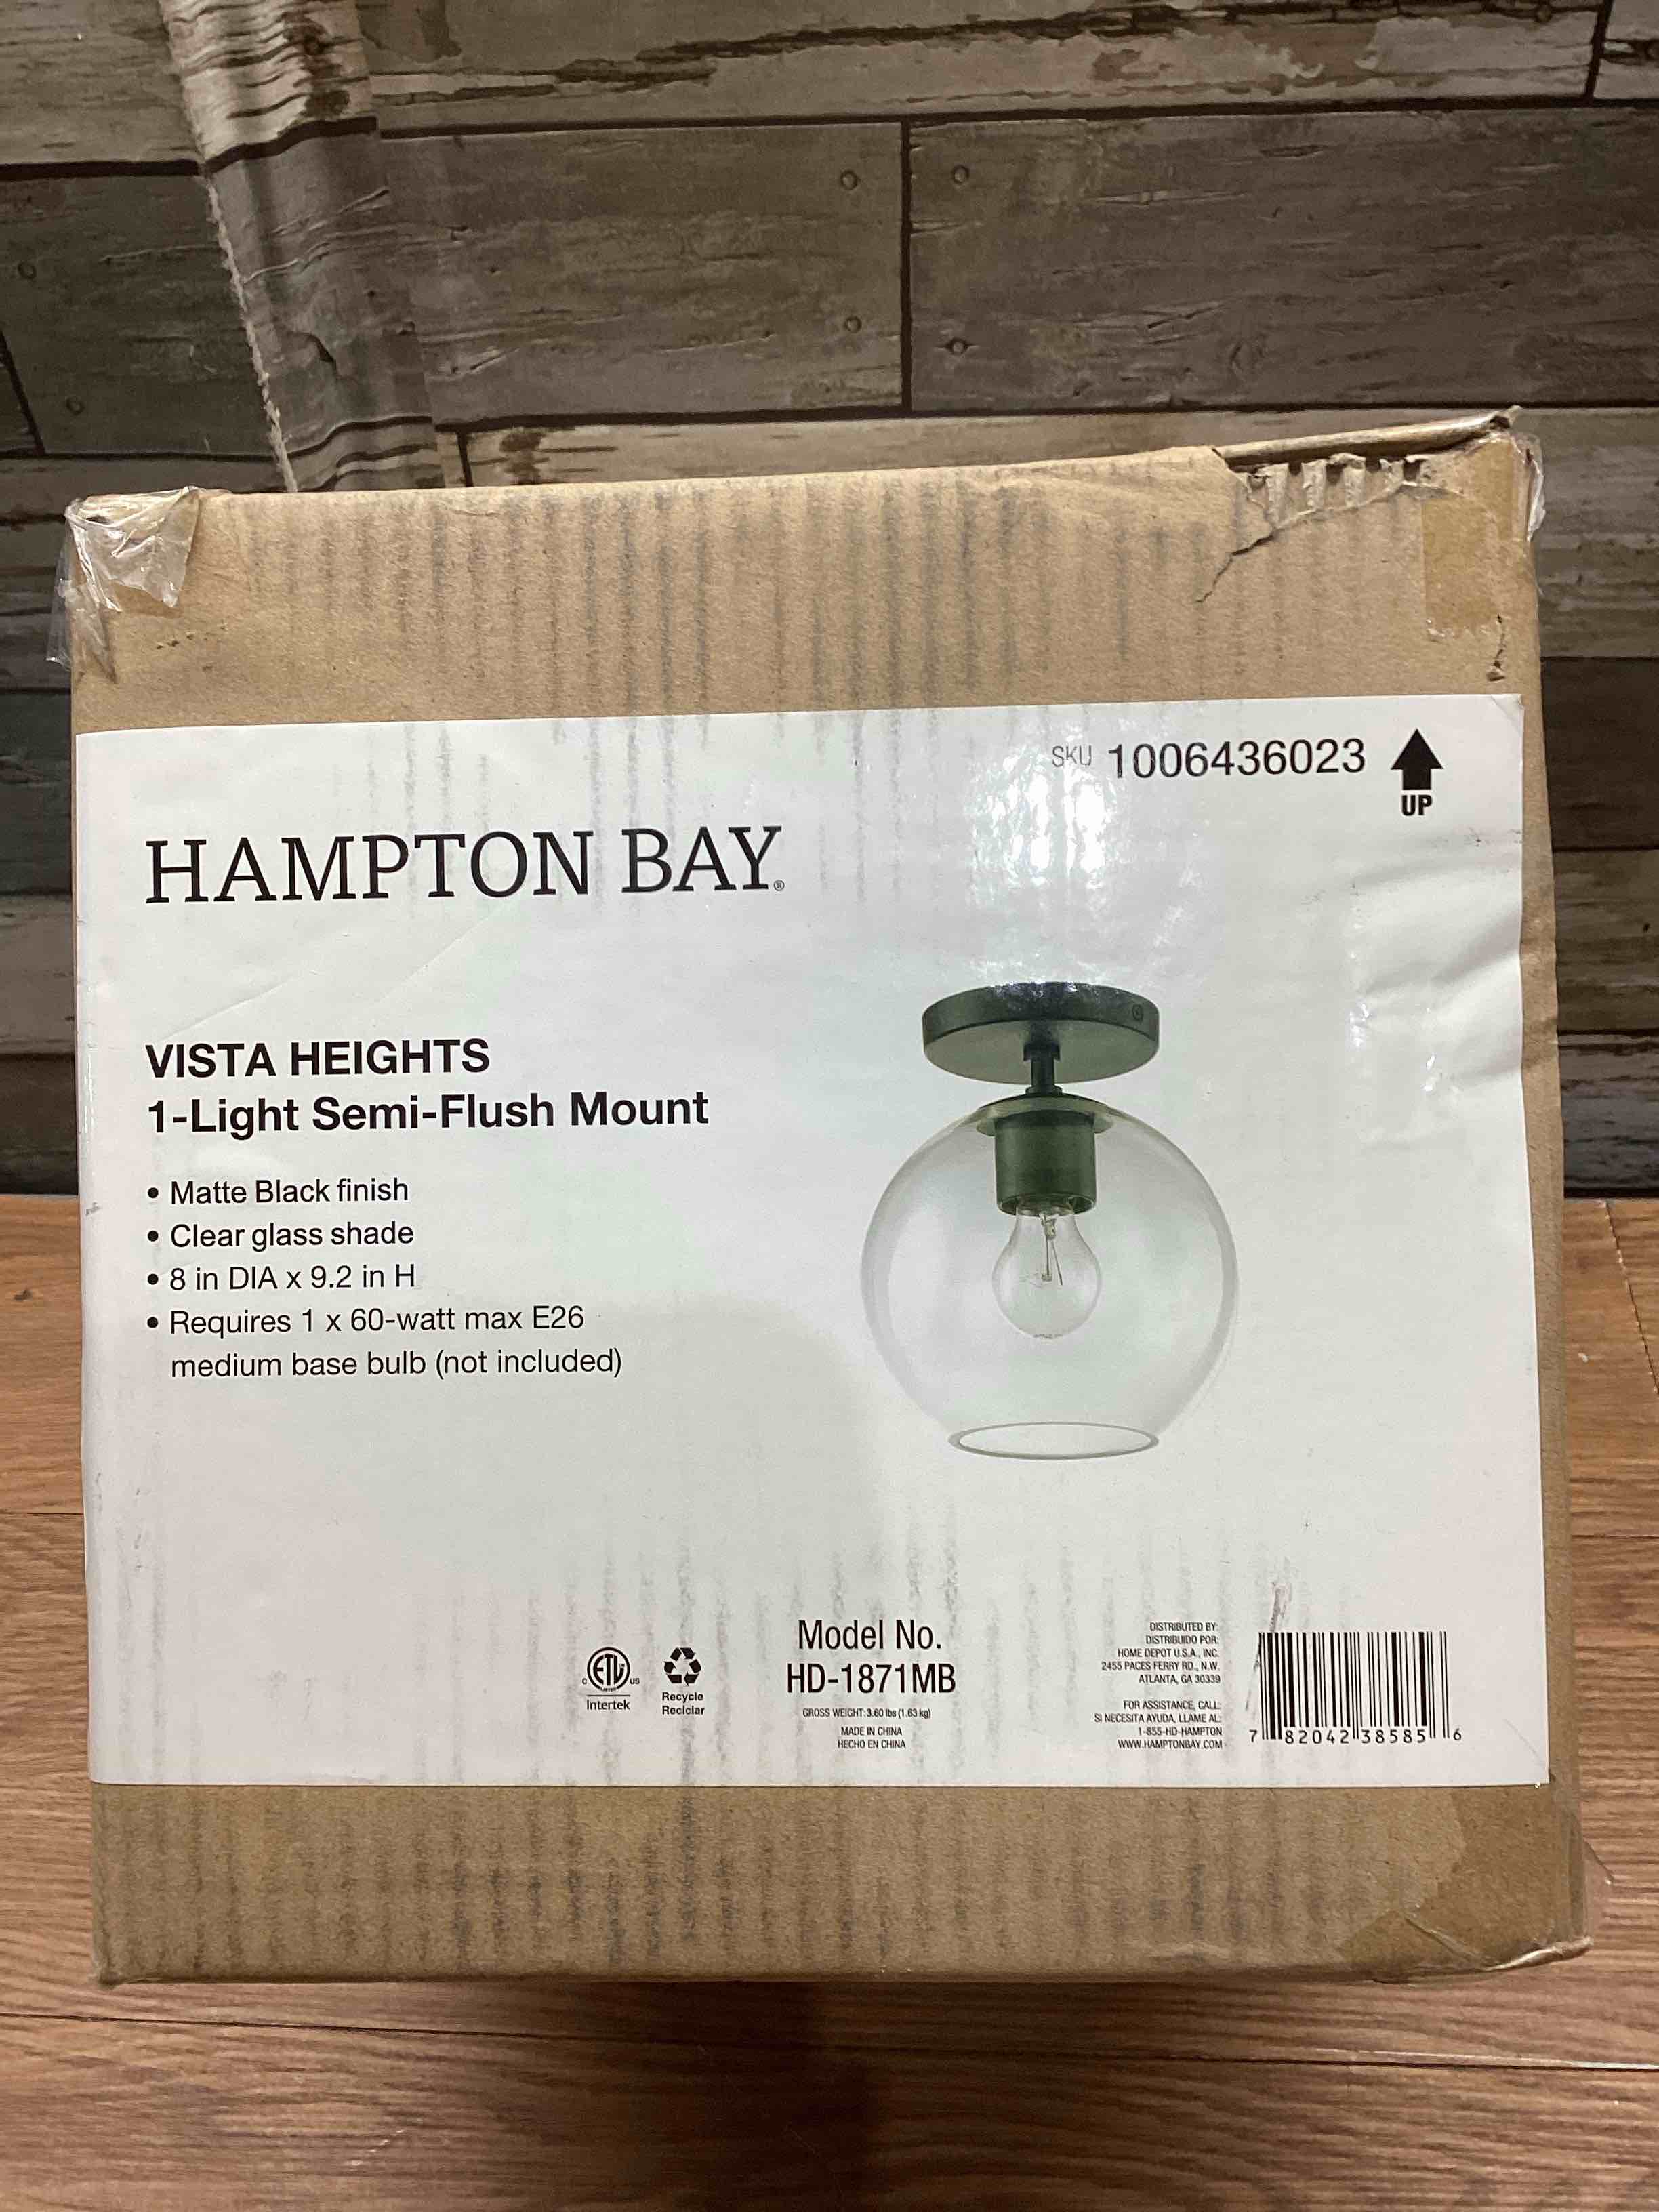 SKU 1006436023
UP
HAMPTON BAY®
VISTA HEIGHTS
1-Light Semi-Flush Mount
• Matte Black finish
• Clear glass shade
• 8 in DIA x 9.2 in H
• Requires 1 x 60-watt max E26
medium base bulb (not included)
C ETL US
Intertek
Recycle
Reciclar
Model No.
HD-1871MB
GROSS WEIGHT: 3.60 lbs (1.63 kg)
MADE IN CHINA
HECHO EN CHINA
DISTRIBUTED BY:
DISTRIBUIDO POR:
HOME DEPOT U.S.A., INC.
2455 PACES FERRY RD., N.W.
ATLANTA, GA 30339
FOR ASSISTANCE, CALL:
SI NECESITA AYUDA, LLAME AL:
1-855-HD-HAMPTON
WWW.HAMPTONBAY.COM
7 82042 38585 6